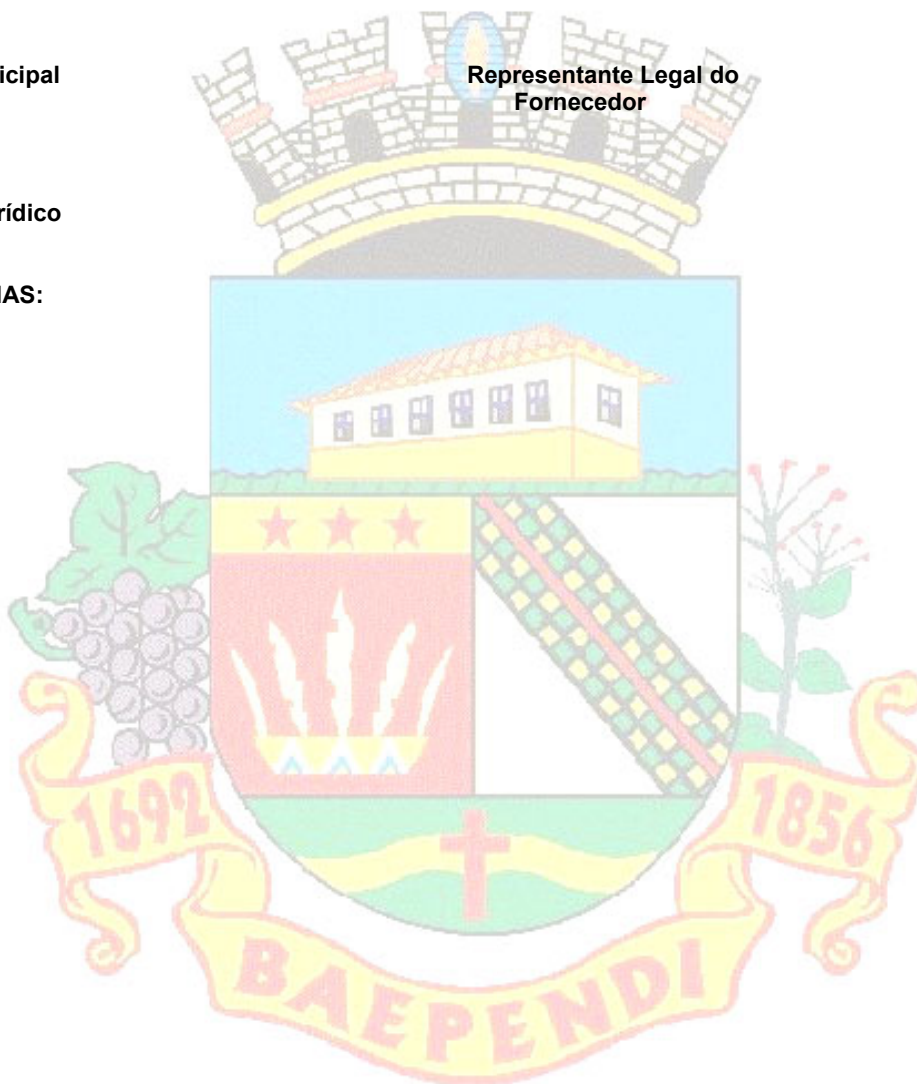 icipal
Representante Legal do
Fornecedor
rídico
IAS:
1692
1856
BAEPENDI